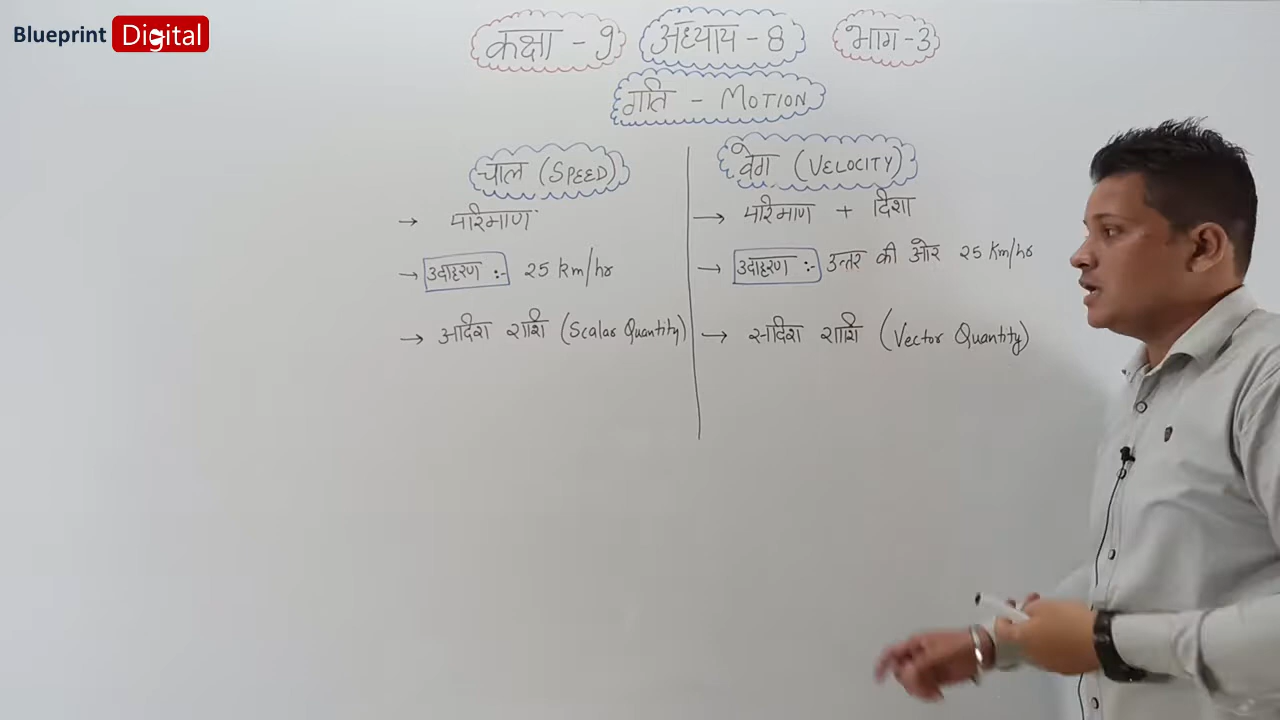 Blueprint Digital
कक्षा - 9 अध्याय - 8 भाग - 3
गति - MOTION
चाल (SPEED)
→ परिमाण
→ उदाहरण :- 25 km/hr
→ अदिश राशि (Scalar Quantity)
वेग (VELOCITY)
→ परिमाण + दिशा
→ उदाहरण :- उत्तर की ओर 25 Km/hr
→ सदिश राशि (Vector Quantity)